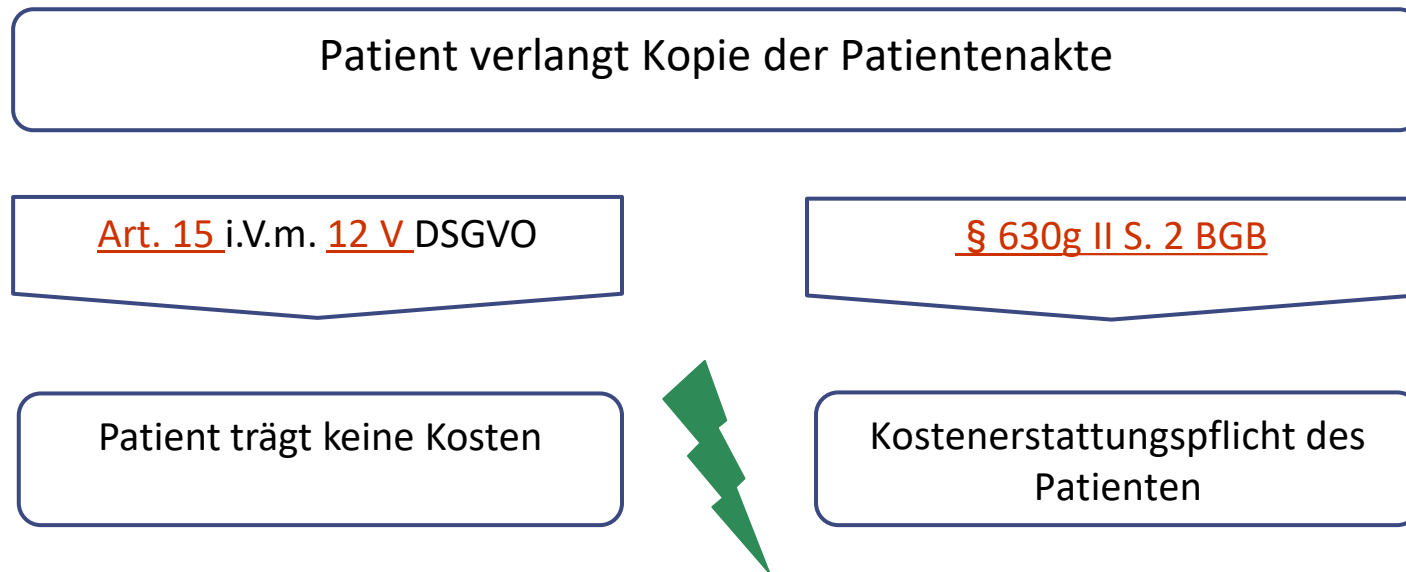 Patient verlangt Kopie der Patientenakte
Art. 15 i.V.m. 12 V DSGVO
§ 630g II S. 2 BGB
Patient trägt keine Kosten
Kostenerstattungspflicht des
Patienten